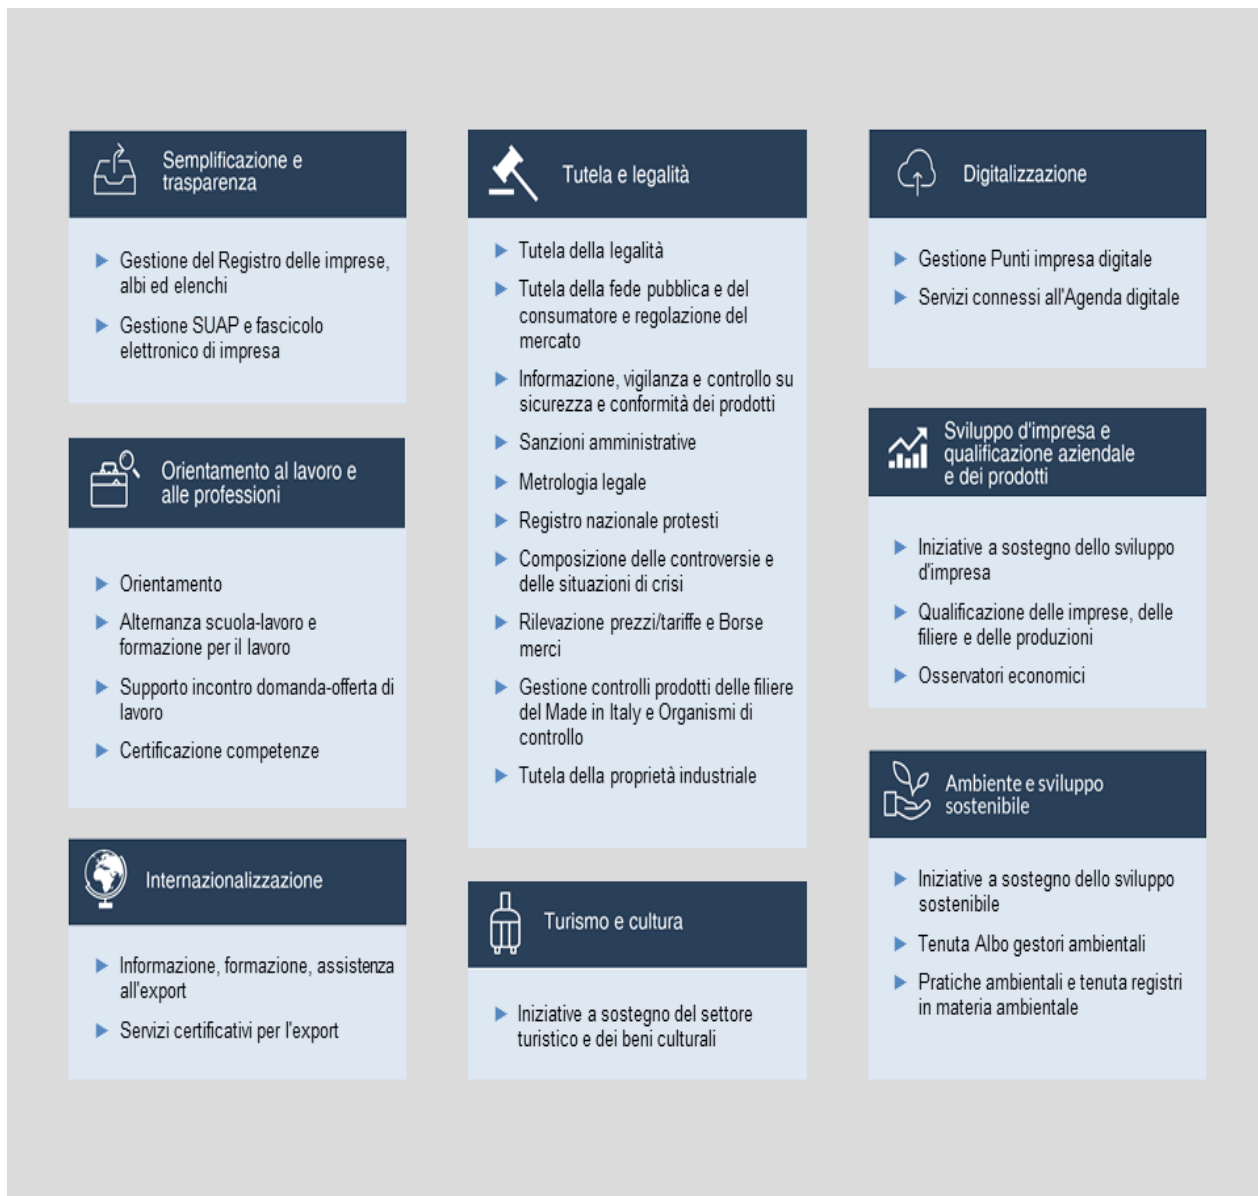 Semplificazione e
trasparenza
Gestione del Registro delle imprese,
albi ed elenchi
Gestione SUAP e fascicolo
elettronico di impresa
Orientamento al lavoro e
alle professioni
Orientamento
Alternanza scuola-lavoro e
formazione per il lavoro
Supporto incontro domanda-offerta di
lavoro
Certificazione competenze
Internazionalizzazione
Informazione, formazione, assistenza
all'export
Servizi certificativi per l'export
Tutela e legalità
Tutela della legalità
Tutela della fede pubblica e del
consumatore e regolazione del
mercato
Informazione, vigilanza e controllo su
sicurezza e conformità dei prodotti
Sanzioni amministrative
Metrologia legale
Registro nazionale protesti
Composizione delle controversie e
delle situazioni di crisi
Rilevazione prezzi/tariffe e Borse
merci
Gestione controlli prodotti delle filiere
del Made in Italy e Organismi di
controllo
Tutela della proprietà industriale
Turismo e cultura
Iniziative a sostegno del settore
turistico e dei beni culturali
Digitalizzazione
Gestione Punti impresa digitale
Servizi connessi all'Agenda digitale
Sviluppo d'impresa e
qualificazione aziendale
e dei prodotti
Iniziative a sostegno dello sviluppo
d'impresa
Qualificazione delle imprese, delle
filiere e delle produzioni
Osservatori economici
Ambiente e sviluppo
sostenibile
Iniziative a sostegno dello sviluppo
sostenibile
Tenuta Albo gestori ambientali
Pratiche ambientali e tenuta registri
in materia ambientale